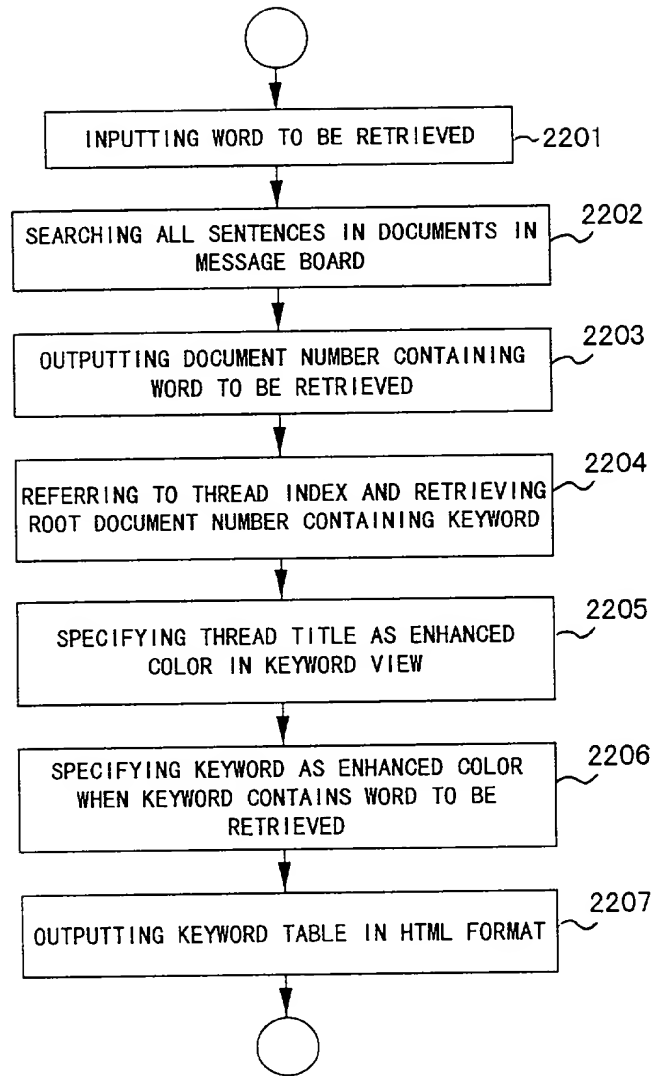 INPUTTING WORD TO BE RETRIEVED
2201
SEARCHING ALL SENTENCES IN DOCUMENTS IN
MESSAGE BOARD
2202
OUTPUTTING DOCUMENT NUMBER CONTAINING
WORD TO BE RETRIEVED
2203
REFERRING TO THREAD INDEX AND RETRIEVING
ROOT DOCUMENT NUMBER CONTAINING KEYWORD
2204
SPECIFYING THREAD TITLE AS ENHANCED
COLOR IN KEYWORD VIEW
2205
SPECIFYING KEYWORD AS ENHANCED COLOR
WHEN KEYWORD CONTAINS WORD TO BE
RETRIEVED
2206
OUTPUTTING KEYWORD TABLE IN HTML FORMAT
2207